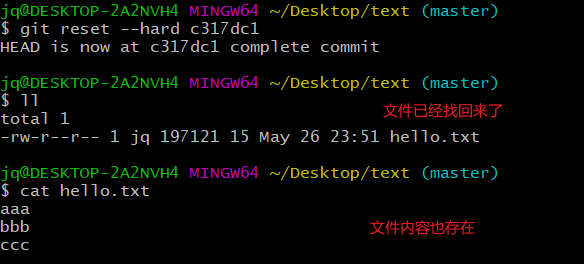 jq@DESKTOP-2A2NVH4 MINGW64 ~/Desktop/text (master)
$ git reset --hard c317dc1
HEAD is now at c317dc1 complete commit
jq@DESKTOP-2A2NVH4 MINGW64 ~/Desktop/text (master)
$ ll
文件已经找回来了
total 1
-rw-r--r-- 1 jq 197121 15 May 26 23:51 hello.txt
jq@DESKTOP-2A2NVH4 MINGW64 ~/Desktop/text (master)
$ cat hello.txt
aaa
bbb
文件内容也存在
ccc